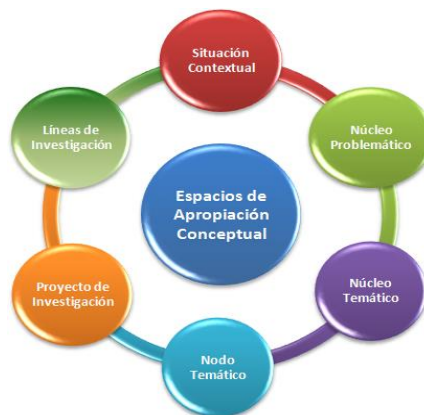 Situación
Contextual
Núcleo
Problemático
Núcleo
Temático
Nodo
Temático
Proyecto de
Investigación
Líneas de
Investigación
Espacios de
Apropiación
Conceptual